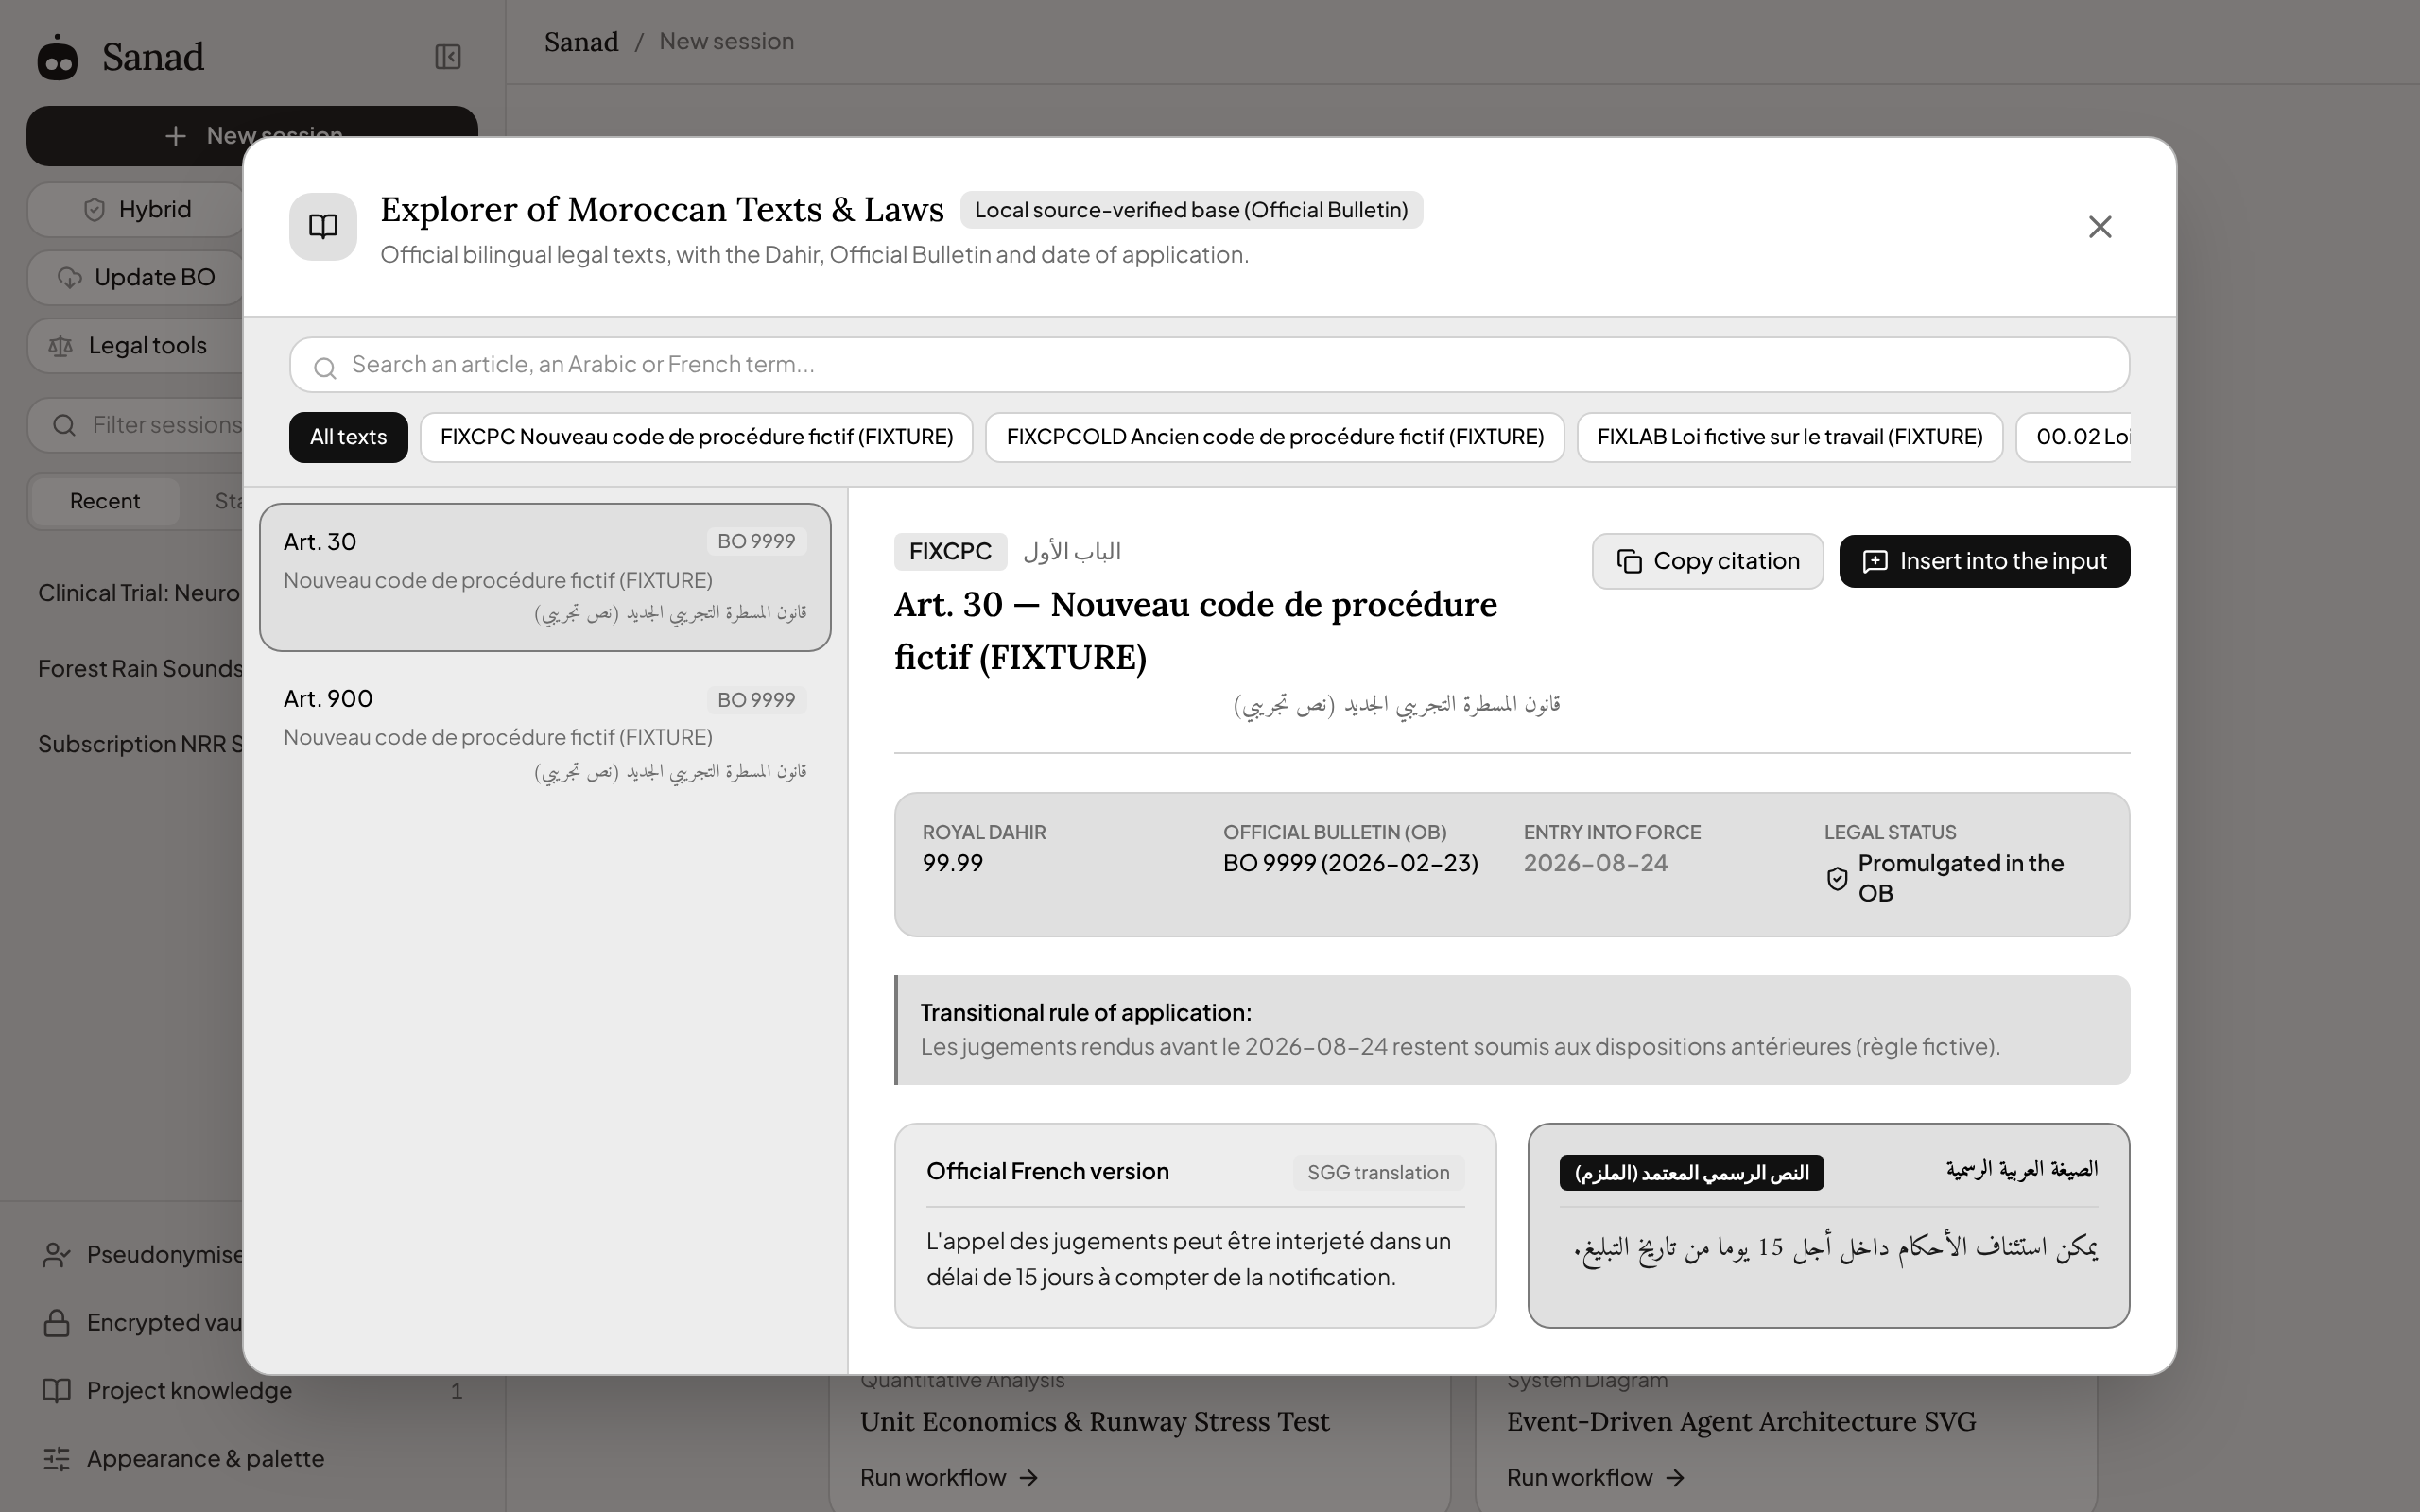 Sanad
Sanad / New session
New session
Hybrid
Update BO
Legal tools
Filter sessions
Recent
Clinical Trial: Neuro
Forest Rain Sounds
Subscription NRR S
Pseudonymise
Encrypted vau
Project knowledge 1
Appearance & palette
Explorer of Moroccan Texts & Laws Local source-verified base (Official Bulletin)
Official bilingual legal texts, with the Dahir, Official Bulletin and date of application.
Search an article, an Arabic or French term...
All texts FIXCPC Nouveau code de procédure fictif (FIXTURE) FIXCPCOLD Ancien code de procédure fictif (FIXTURE) FIXLAB Loi fictive sur le travail (FIXTURE) 00.02 Loi
Art. 30 BO 9999
Nouveau code de procédure fictif (FIXTURE)
قانون المسطرة التجريبي الجديد (نص تجريبي)
Art. 900 BO 9999
Nouveau code de procédure fictif (FIXTURE)
قانون المسطرة التجريبي الجديد (نص تجريبي)
FIXCPC الباب الأول
Copy citation Insert into the input
Art. 30 — Nouveau code de procédure
fictif (FIXTURE)
قانون المسطرة التجريبي الجديد (نص تجريبي)
ROYAL DAHIR
99.99
OFFICIAL BULLETIN (OB)
BO 9999 (2026-02-23)
ENTRY INTO FORCE
2026-08-24
LEGAL STATUS
Promulgated in the
OB
Transitional rule of application:
Les jugements rendus avant le 2026-08-24 restent soumis aux dispositions antérieures (règle fictive).
Official French version SGG translation
L'appel des jugements peut être interjeté dans un
délai de 15 jours à compter de la notification.
الصيغة العربية الرسمية النص الرسمي المعتمد (الملزم)
يمكن استئناف الأحكام داخل أجل 15 يوما من تاريخ التبليغ.
Quantitative Analysis
Unit Economics & Runway Stress Test
Run workflow
System Diagram
Event-Driven Agent Architecture SVG
Run workflow